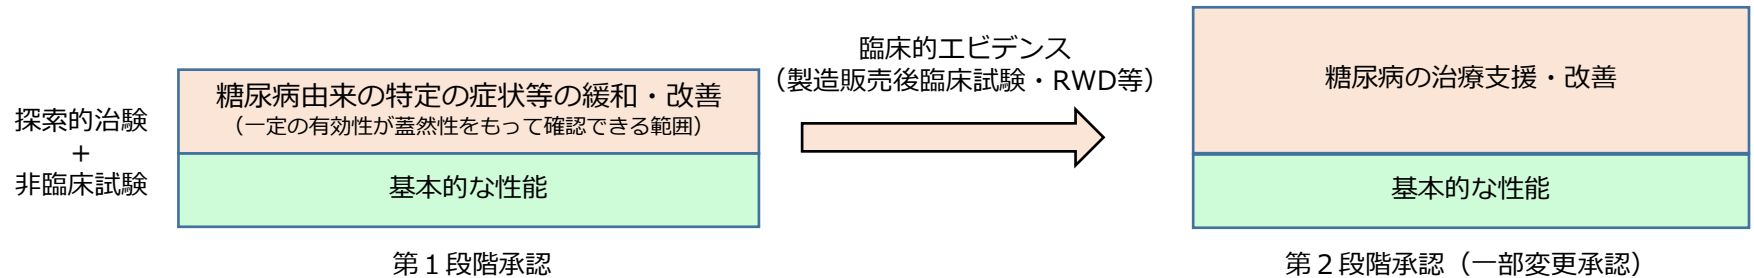 探索的治験
+
非臨床試験
糖尿病由来の特定の症状等の緩和・改善
（一定の有効性が蓋然性をもって確認できる範囲）
基本的な性能
第１段階承認
臨床的エビデンス
（製造販売後臨床試験・RWD等）
糖尿病の治療支援・改善
基本的な性能
第２段階承認（一部変更承認）